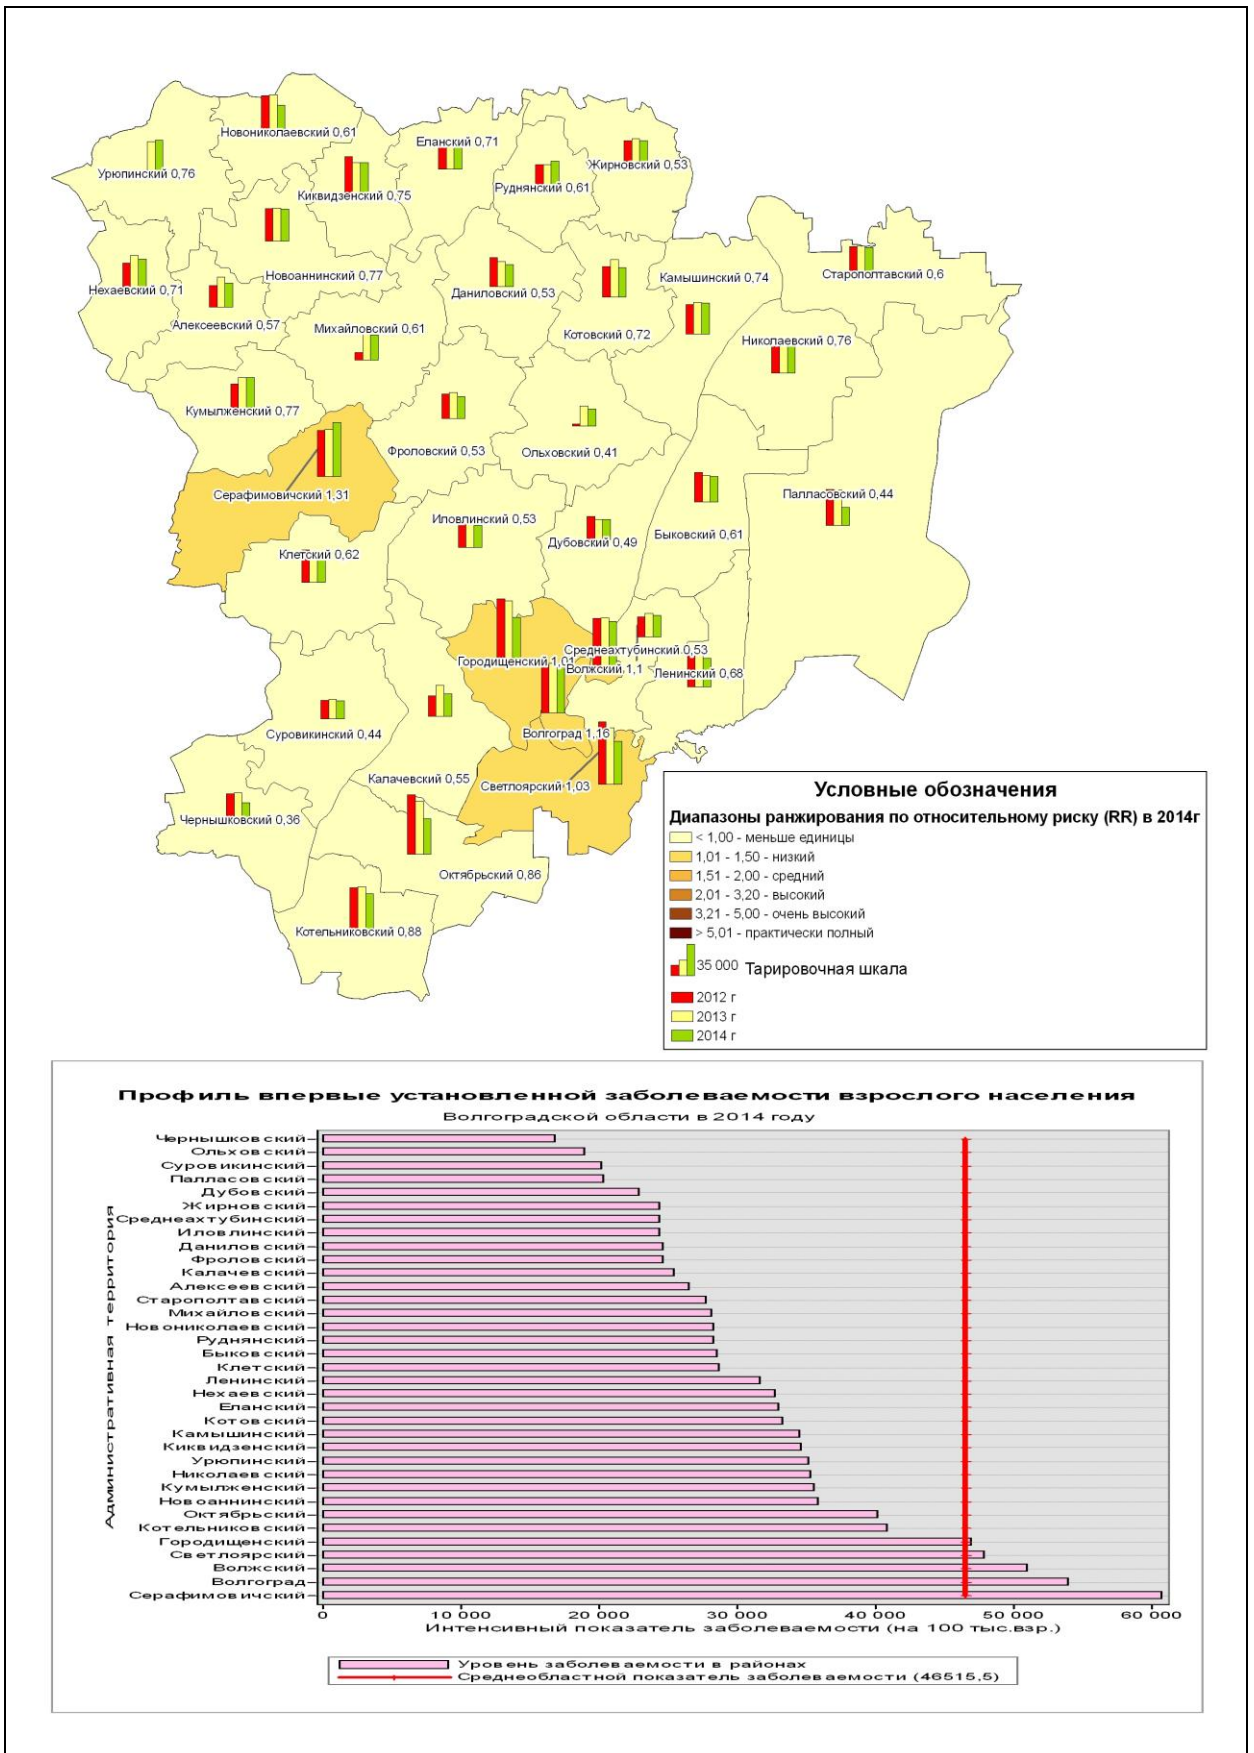 Новониколаевский 0,61
Еланский 0,71
Урюпинский 0,76
Киквидзенский 0,75
Руднянский 0,61
Жирновский 0,53
Нехаевский 0,71
Новоаннинский 0,77
Даниловский 0,53
Камышинский 0,74
Старополтавский 0,6
Алексеевский 0,57
Михайловский 0,61
Котовский 0,72
Николаевский 0,76
Кумылженский 0,77
Фроловский 0,53
Ольховский 0,41
Серафимовичский 1,31
Палласовский 0,44
Иловлинский 0,53
Дубовский 0,49
Быковский 0,61
Клетский 0,62
Среднеахтубинский 0,53
Городищенский 1,01
Волжский 1,1
Ленинский 0,68
Суровикинский 0,44
Волгоград 1,16
Калачевский 0,55
Светлоярский 1,03
Чернышковский 0,36
Октябрьский 0,86
Котельниковский 0,88
Условные обозначения
Диапазоны ранжирования по относительному риску (RR) в 2014г
< 1,00 - меньше единицы
1,01 - 1,50 - низкий
1,51 - 2,00 - средний
2,01 - 3,20 - высокий
3,21 - 5,00 - очень высокий
> 5,01 - практически полный
35 000 Тарировочная шкала
2012 г
2013 г
2014 г
Профиль впервые установленной заболеваемости взрослого населения
Волгоградской области в 2014 году
Административная территория
Чернышковский
Ольховский
Суровикинский
Палласовский
Дубовский
Жирновский
Среднеахтубинский
Иловлинский
Даниловский
Фроловский
Калачевский
Алексеевский
Старополтавский
Михайловский
Новониколаевский
Руднянский
Быковский
Клетский
Ленинский
Нехаевский
Еланский
Котовский
Камышинский
Киквидзенский
Урюпинский
Николаевский
Кумылженский
Новоаннинский
Октябрьский
Котельниковский
Городищенский
Светлоярский
Волжский
Волгоград
Серафимовичский
0 10 000 20 000 30 000 40 000 50 000 60 000
Интенсивный показатель заболеваемости (на 100 тыс.взр.)
Уровень заболеваемости в районах
Среднеобластной показатель заболеваемости (46515,5)